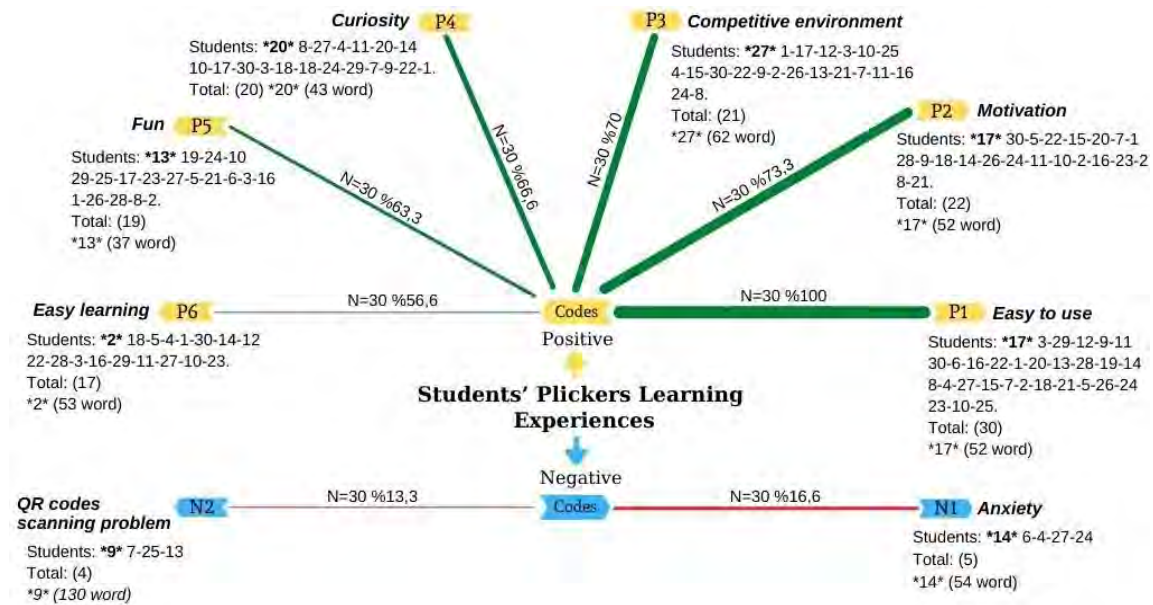 Curiosity P4
Students: *20* 8-27-4-11-20-14
10-17-30-3-18-18-24-29-7-9-22-1.
Total: (20) *20* (43 word)
P3 Competitive environment
Students: *27* 1-17-12-3-10-25
4-15-30-22-9-2-26-13-21-7-11-16
24-8.
Total: (21)
*27* (62 word)
Fun P5
Students: *13* 19-24-10
29-25-17-23-27-5-21-6-3-16
1-26-28-8-2.
Total: (19)
*13* (37 word)
P2 Motivation
Students: *17* 30-5-22-15-20-7-1
28-9-18-14-26-24-11-10-2-16-23-2
8-21.
Total: (22)
*17* (52 word)
N=30 %63,3
N=30 %66,6
N=30 %70
N=30 %73,3
Easy learning P6
N=30 %56,6
Codes
N=30 %100
P1 Easy to use
Students: *2* 18-5-4-1-30-14-12
22-28-3-16-29-11-27-10-23.
Total: (17)
*2* (53 word)
Positive
Students: *17* 3-29-12-9-11
30-6-16-22-1-20-13-28-19-14
8-4-27-15-7-2-18-21-5-26-24
23-10-25.
Total: (30)
*17* (52 word)
Students’ Plickers Learning
Experiences
Negative
QR codes
scanning problem
N2
N=30 %13,3
Codes
N=30 %16,6
N1 Anxiety
Students: *9* 7-25-13
Total: (4)
*9* (130 word)
Students: *14* 6-4-27-24
Total: (5)
*14* (54 word)